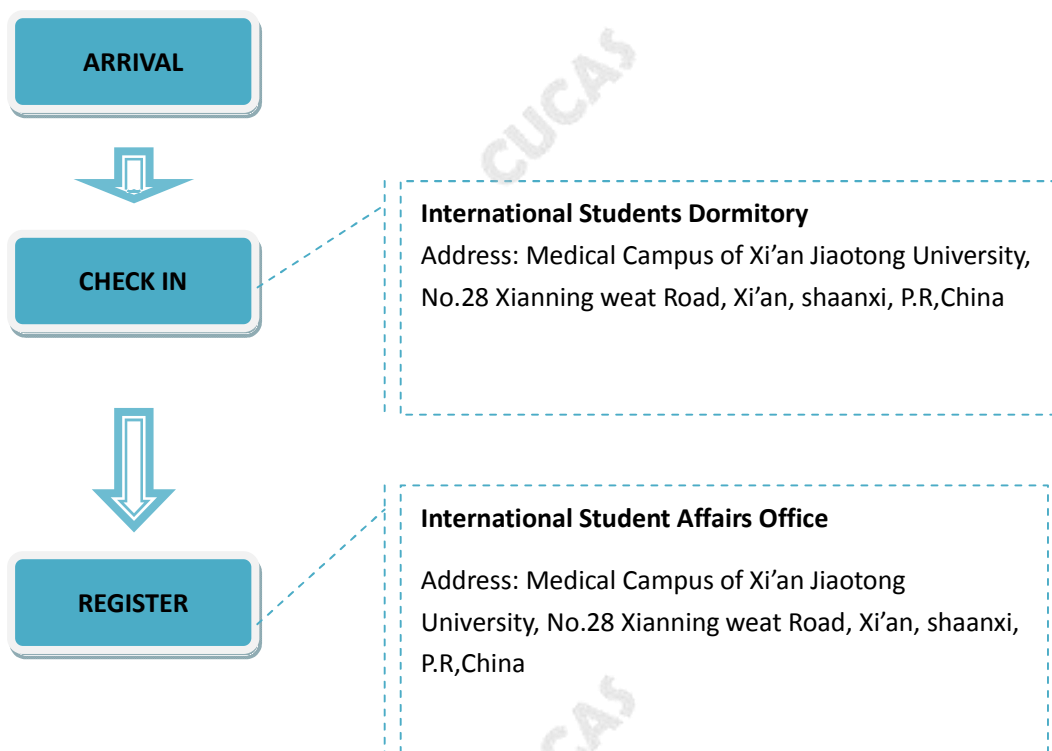 ARRIVAL
CUCAS
International Students Dormitory
Address: Medical Campus of Xi’an Jiaotong University,
CHECK IN
No.28 Xianning weat Road, Xi’an, shaanxi, P.R,China
International Student Affairs Office
Address: Medical Campus of Xi’an Jiaotong
REGISTER
University, No.28 Xianning weat Road, Xi’an, shaanxi,
P.R,China
CUCAS